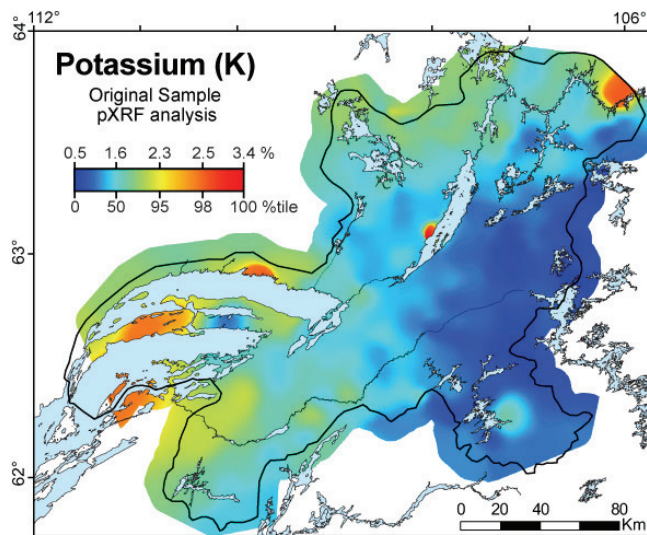 112° 106°
64°
Potassium (K)
Original Sample
pXRF analysis
0.5 1.6 2.3 2.5 3.4 %
0 50 95 98 100 %tile
63°
62°
0 20 40 60 80
Km